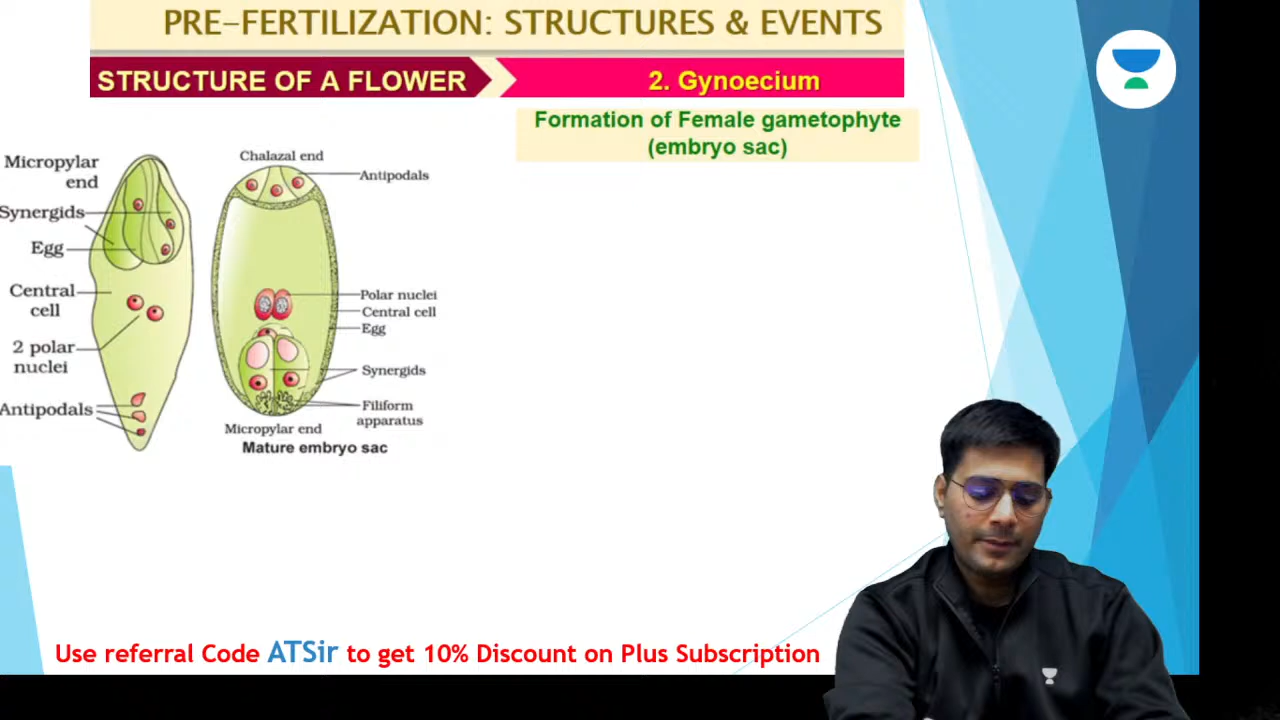 PRE-FERTILIZATION: STRUCTURES & EVENTS
STRUCTURE OF A FLOWER
2. Gynoecium
Formation of Female gametophyte
(embryo sac)
Micropylar
end
Synergids
Egg
Central
cell
2 polar
nuclei
Antipodals
Chalazal end
Antipodals
Polar nuclei
Central cell
Egg
Synergids
Filiform
apparatus
Micropylar end
Mature embryo sac
Use referral Code ATSir to get 10% Discount on Plus Subscription